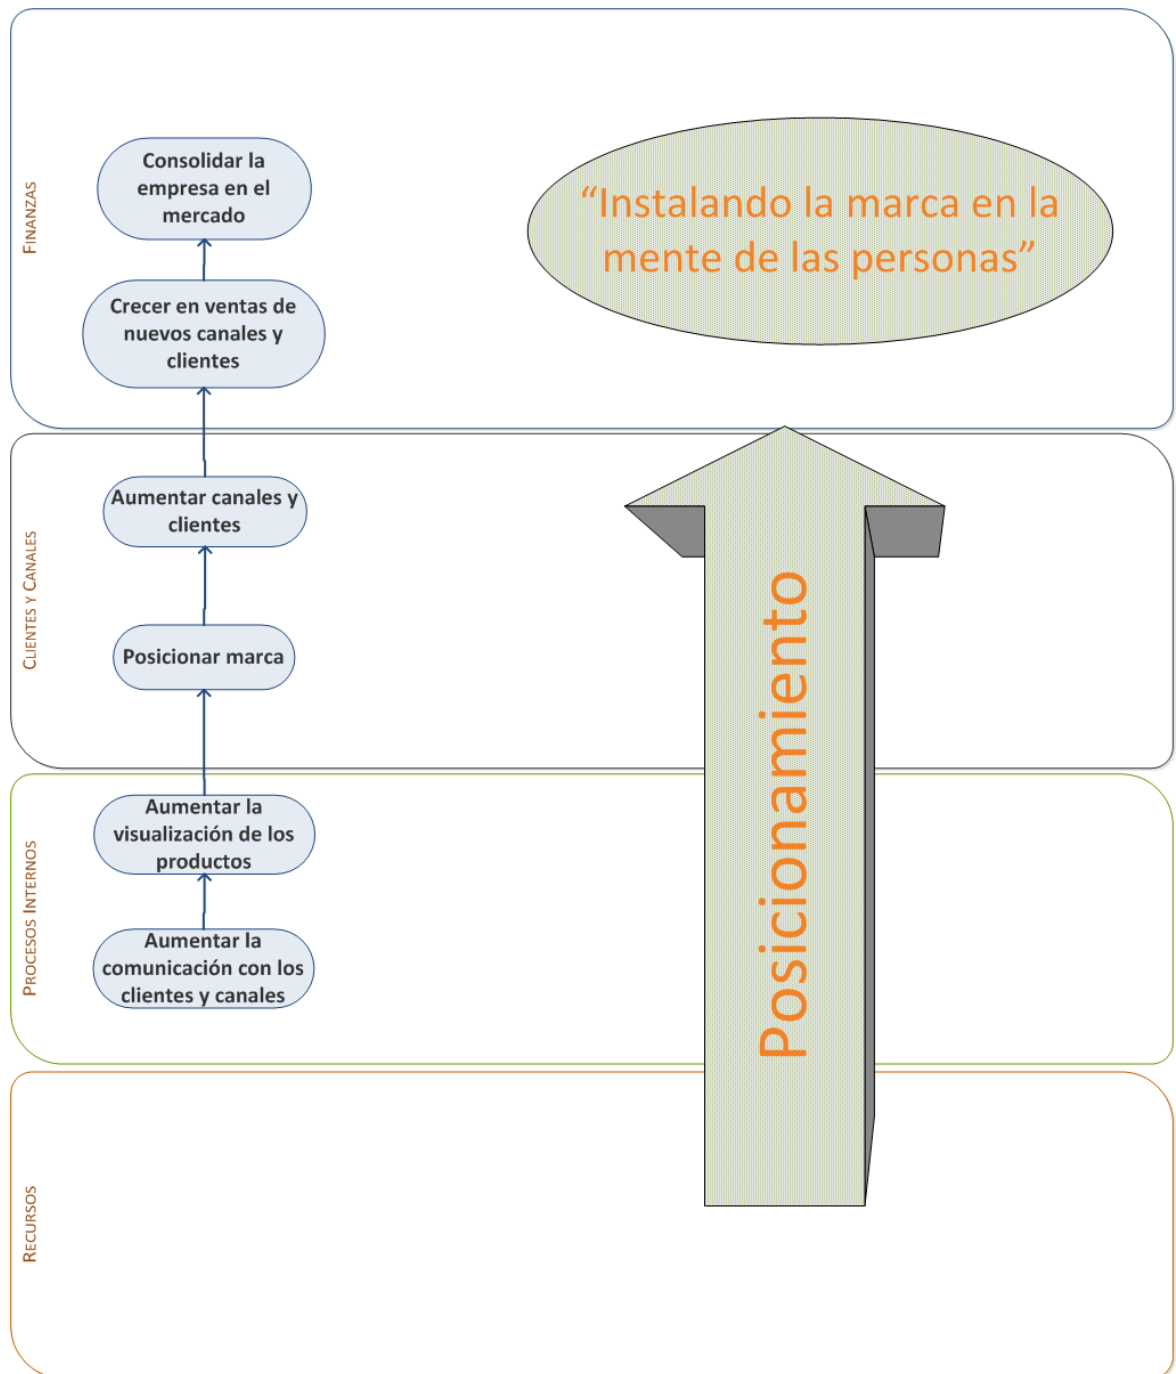 FINANZAS
Consolidar la
empresa en el
mercado
“Instalando la marca en la
mente de las personas”
Crecer en ventas de
nuevos canales y
clientes
CLIENTES Y CANALES
Aumentar canales y
clientes
Posicionar marca
Posicionamiento
PROCESOS INTERNOS
Aumentar la
visualización de los
productos
Aumentar la
comunicación con los
clientes y canales
RECURSOS